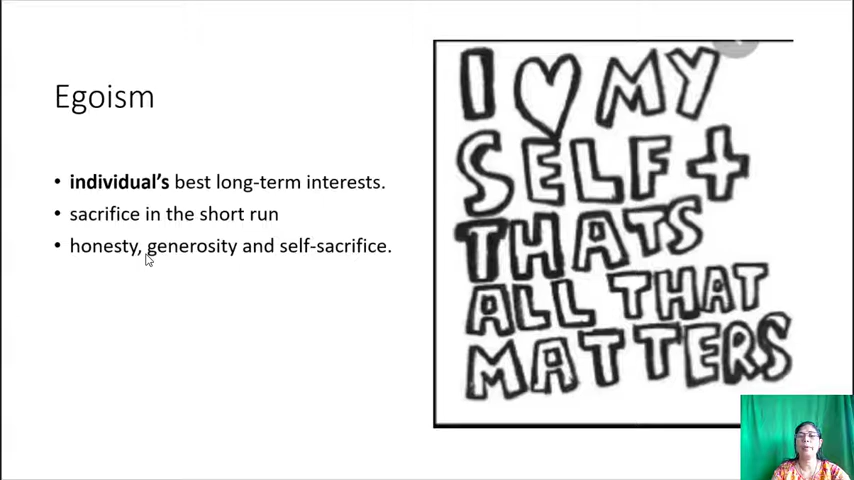 Egoism
• individual's best long-term interests.
• sacrifice in the short run
• honesty, generosity and self-sacrifice.
I ♡ MY
SELF +
THATS
ALL THAT
MATTERS